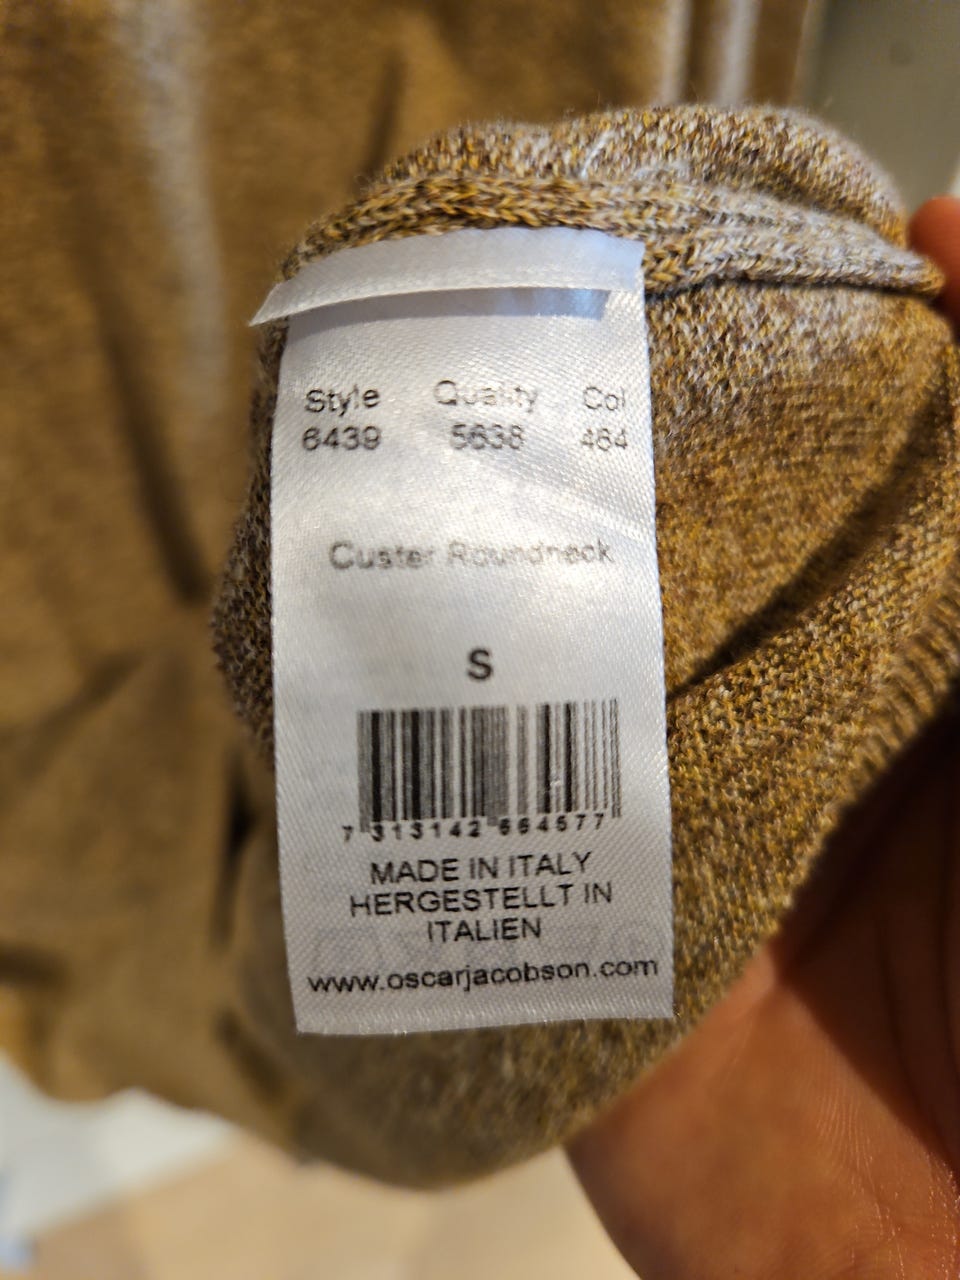 Style Quality Col
6439 5638 464
Custer Roundneck
S
7 313142 664577
MADE IN ITALY
HERGESTELLT IN
ITALIEN
www.oscarjacobson.com